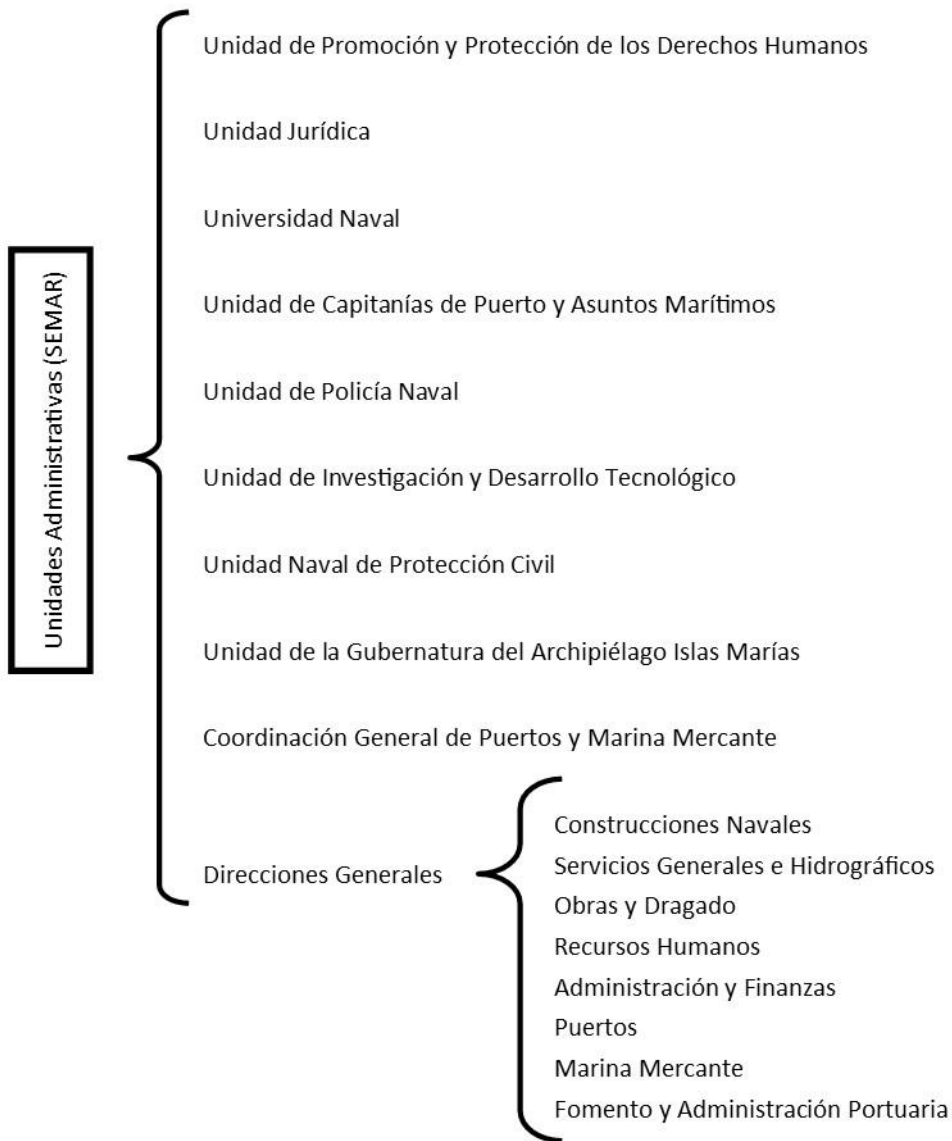 Unidades Administrativas (SEMAR)
Unidad de Promoción y Protección de los Derechos Humanos
Unidad Jurídica
Universidad Naval
Unidad de Capitanías de Puerto y Asuntos Marítimos
Unidad de Policía Naval
Unidad de Investigación y Desarrollo Tecnológico
Unidad Naval de Protección Civil
Unidad de la Gubernatura del Archipiélago Islas Marías
Coordinación General de Puertos y Marina Mercante
Direcciones Generales
Construcciones Navales
Servicios Generales e Hidrográficos
Obras y Dragado
Recursos Humanos
Administración y Finanzas
Puertos
Marina Mercante
Fomento y Administración Portuaria